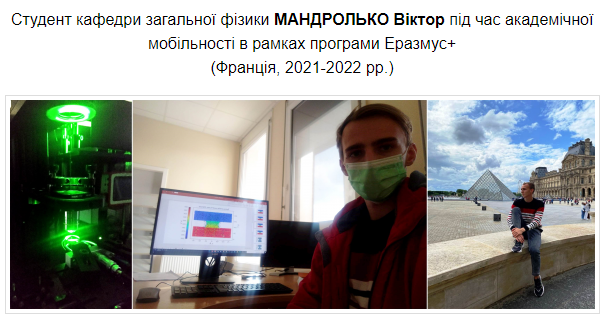 Студент кафедри загальної фізики МАНДРОЛЬКО Віктор під час академічної
мобільності в рамках програми Еразмус+
(Франція, 2021-2022 рр.)